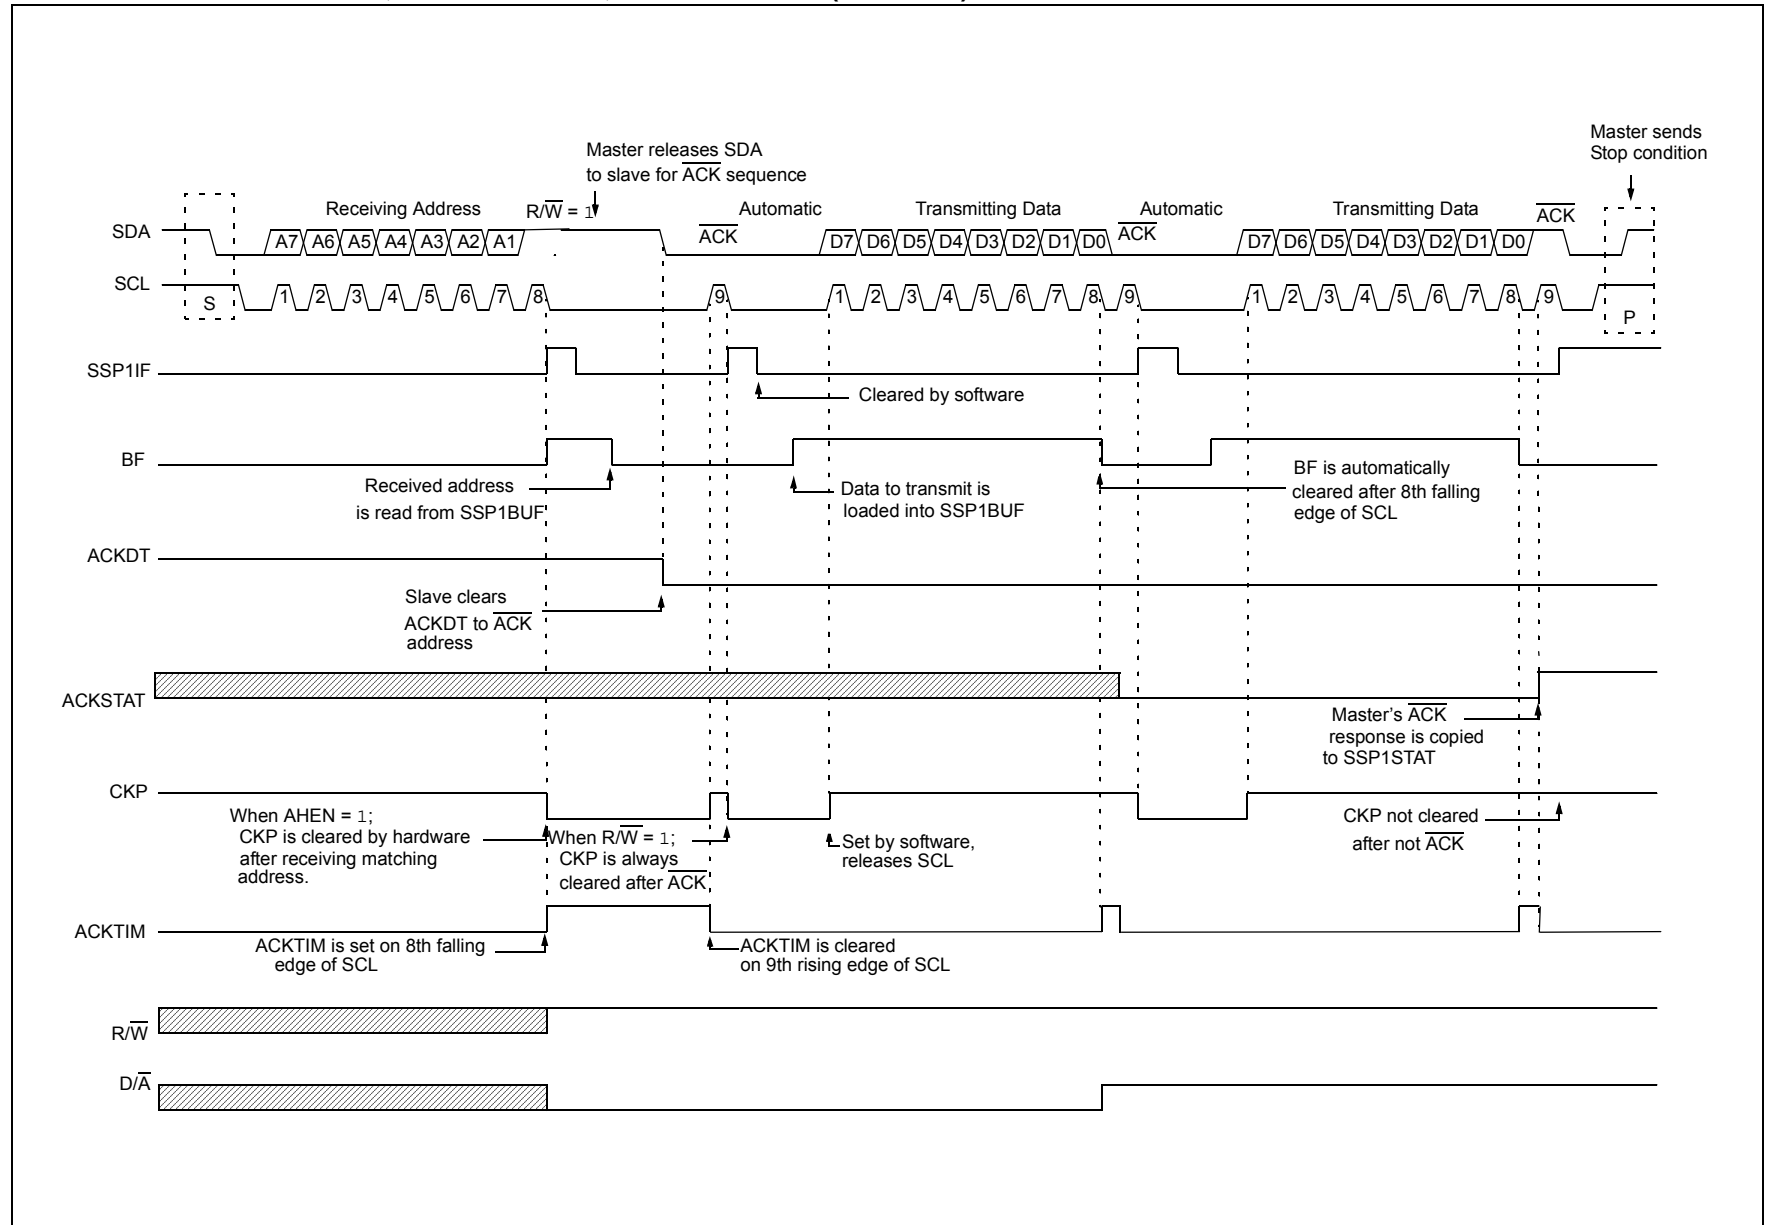 Master sends
Stop condition
Master releases SDA
to slave for ACK sequence
Receiving Address R/W = 1 Automatic Transmitting Data Automatic Transmitting Data ACK
SDA A7 A6 A5 A4 A3 A2 A1 ACK D7 D6 D5 D4 D3 D2 D1 D0 ACK D7 D6 D5 D4 D3 D2 D1 D0
SCL S 1 2 3 4 5 6 7 8 9 1 2 3 4 5 6 7 8 9 1 2 3 4 5 6 7 8 9 P
SSP1IF
Cleared by software
BF
Received address
is read from SSP1BUF
Data to transmit is
loaded into SSP1BUF
BF is automatically
cleared after 8th falling
edge of SCL
ACKDT
Slave clears
ACKDT to ACK
address
ACKSTAT
Master's ACK
response is copied
to SSP1STAT
CKP
When AHEN = 1;
CKP is cleared by hardware
after receiving matching
address.
When R/W = 1;
CKP is always
cleared after ACK
Set by software,
releases SCL
CKP not cleared
after not ACK
ACKTIM
ACKTIM is set on 8th falling
edge of SCL
ACKTIM is cleared
on 9th rising edge of SCL
R/W
D/A